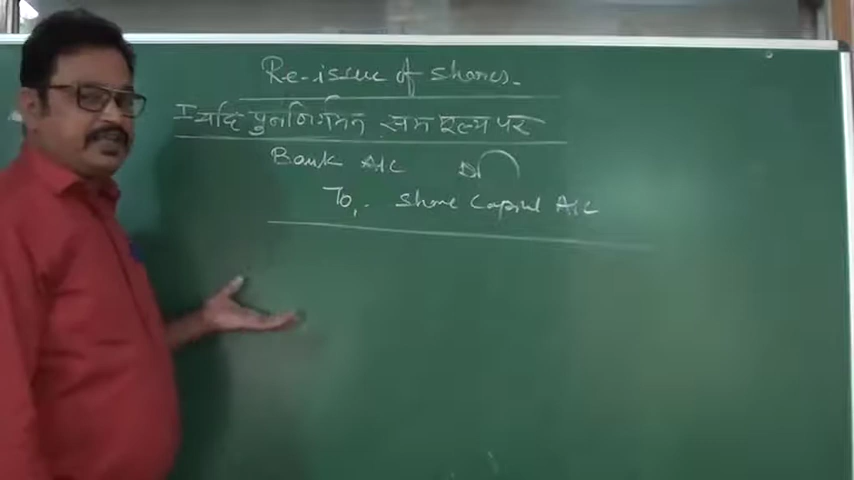 Re-issue of shares.
I यदि पुनर्निर्गमन सम मूल्य पर
Bank A/c Dr
To, Share Capital A/c